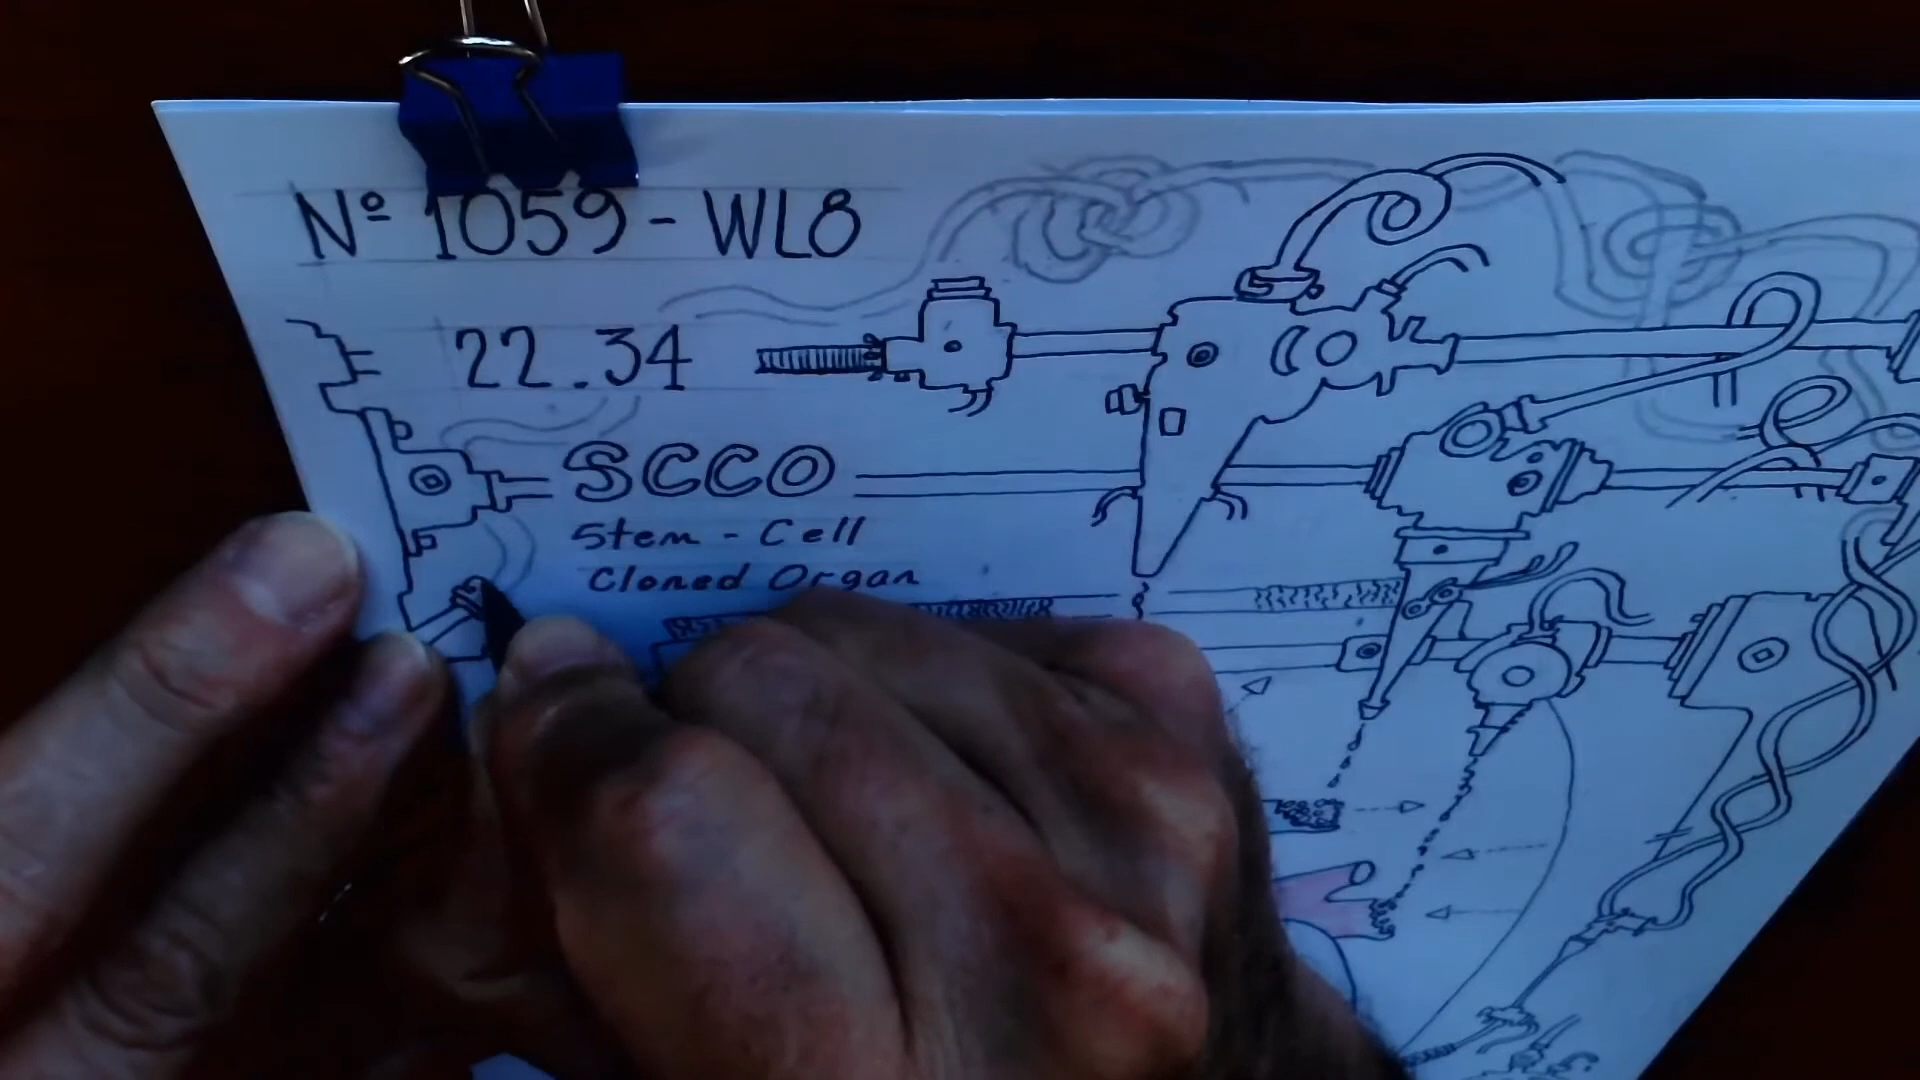 Nº 1059 - WL8
22.34
SCCO
Stem - Cell
Cloned Organ